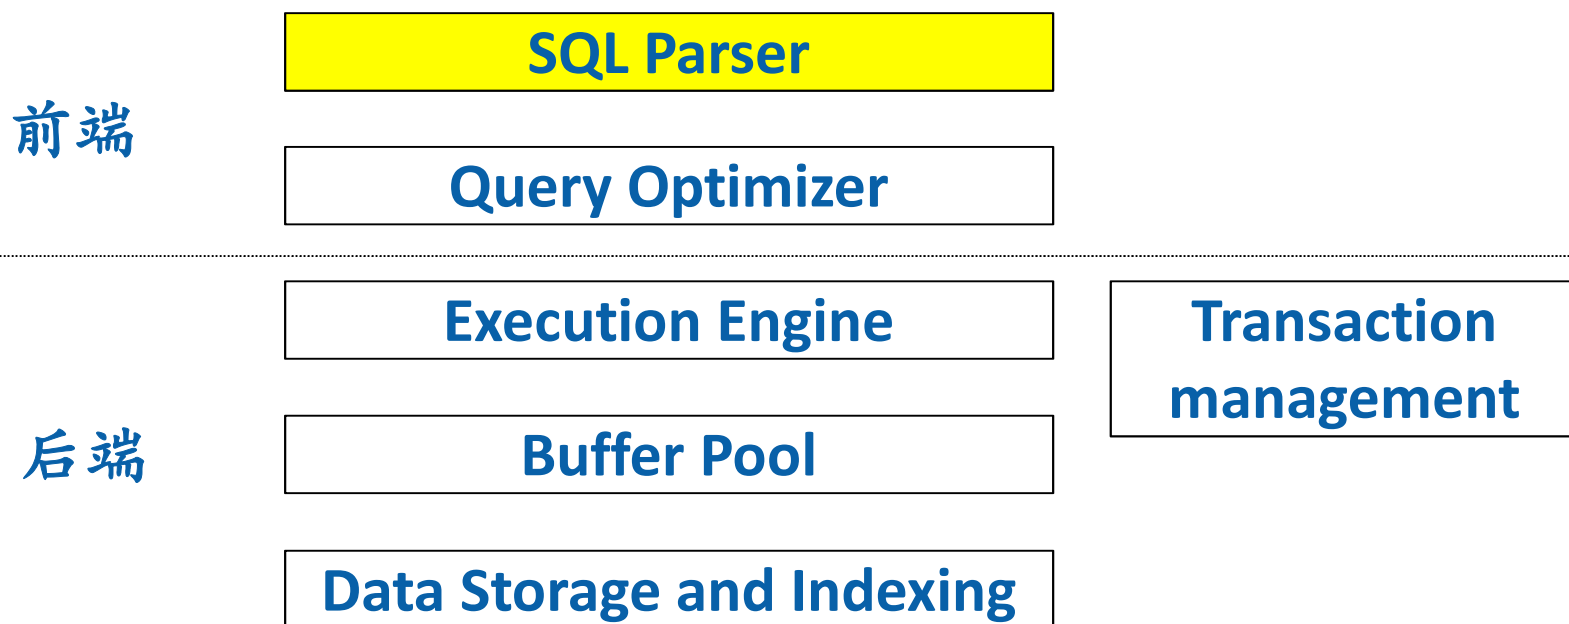 SQL Parser
前端
Query Optimizer
Execution Engine
Transaction
management
后端
Buffer Pool
Data Storage and Indexing